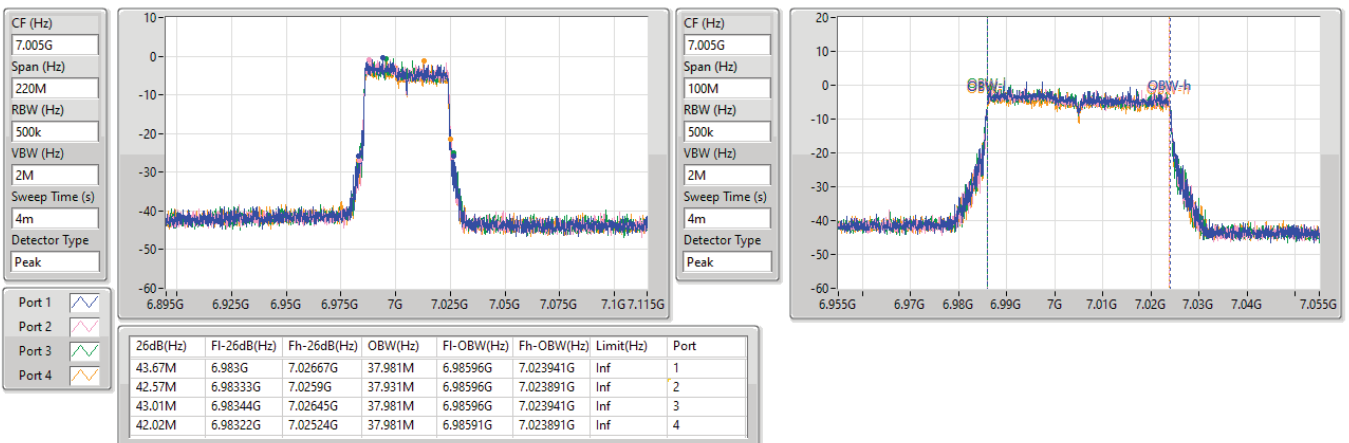 CF (Hz)
7.005G
Span (Hz)
220M
RBW (Hz)
500k
VBW (Hz)
2M
Sweep Time (s)
4m
Detector Type
Peak
10
0
-10
-20
-30
-40
-50
-60
6.895G 6.925G 6.95G 6.975G 7G 7.025G 7.05G 7.075G 7.1G 7.115G
CF (Hz)
7.005G
Span (Hz)
100M
RBW (Hz)
500k
VBW (Hz)
2M
Sweep Time (s)
4m
Detector Type
Peak
20
10
0
-10
-20
-30
-40
-50
-60
OBW-l OBW-h
6.955G 6.97G 6.98G 6.99G 7G 7.01G 7.02G 7.03G 7.04G 7.055G
Port 1
Port 2
Port 3
Port 4
26dB(Hz) Fl-26dB(Hz) Fh-26dB(Hz) OBW(Hz) Fl-OBW(Hz) Fh-OBW(Hz) Limit(Hz) Port
43.67M 6.983G 7.02667G 37.981M 6.98596G 7.023941G Inf 1
42.57M 6.98333G 7.0259G 37.931M 6.98596G 7.023891G Inf 2
43.01M 6.98344G 7.02645G 37.981M 6.98596G 7.023941G Inf 3
42.02M 6.98322G 7.02524G 37.981M 6.98591G 7.023891G Inf 4